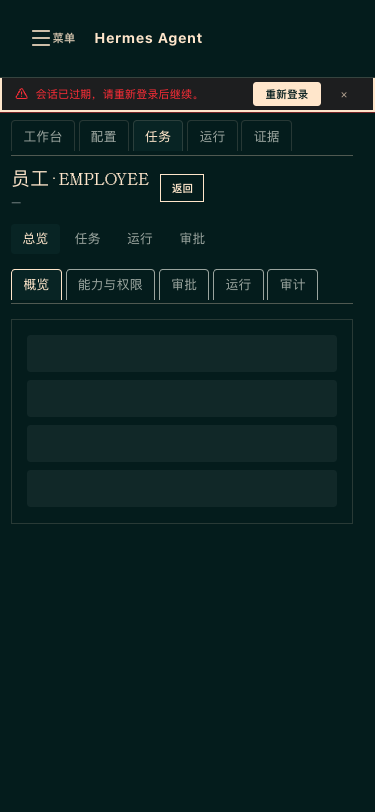 菜单 Hermes Agent
会话已过期，请重新登录后继续。 重新登录 ×
工作台 配置 任务 运行 证据
员工 · EMPLOYEE 返回
—
总览 任务 运行 审批
概览 能力与权限 审批 运行 审计